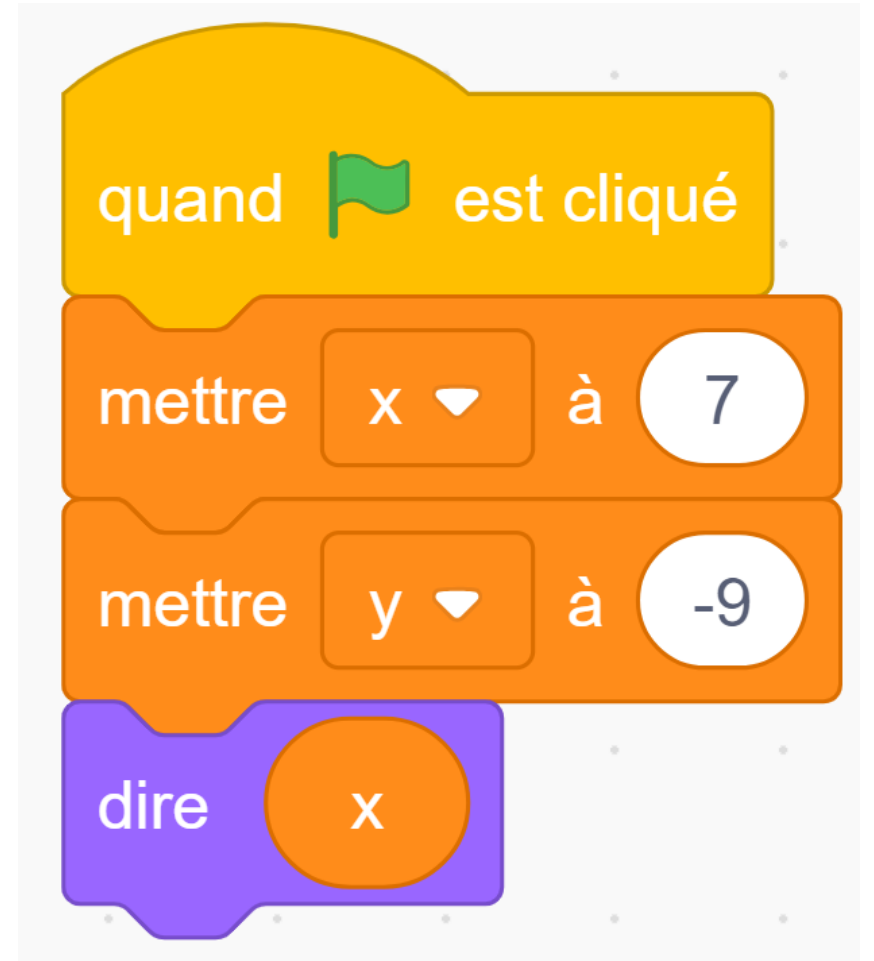 quand est cliqué
mettre x à 7
mettre y à -9
dire x